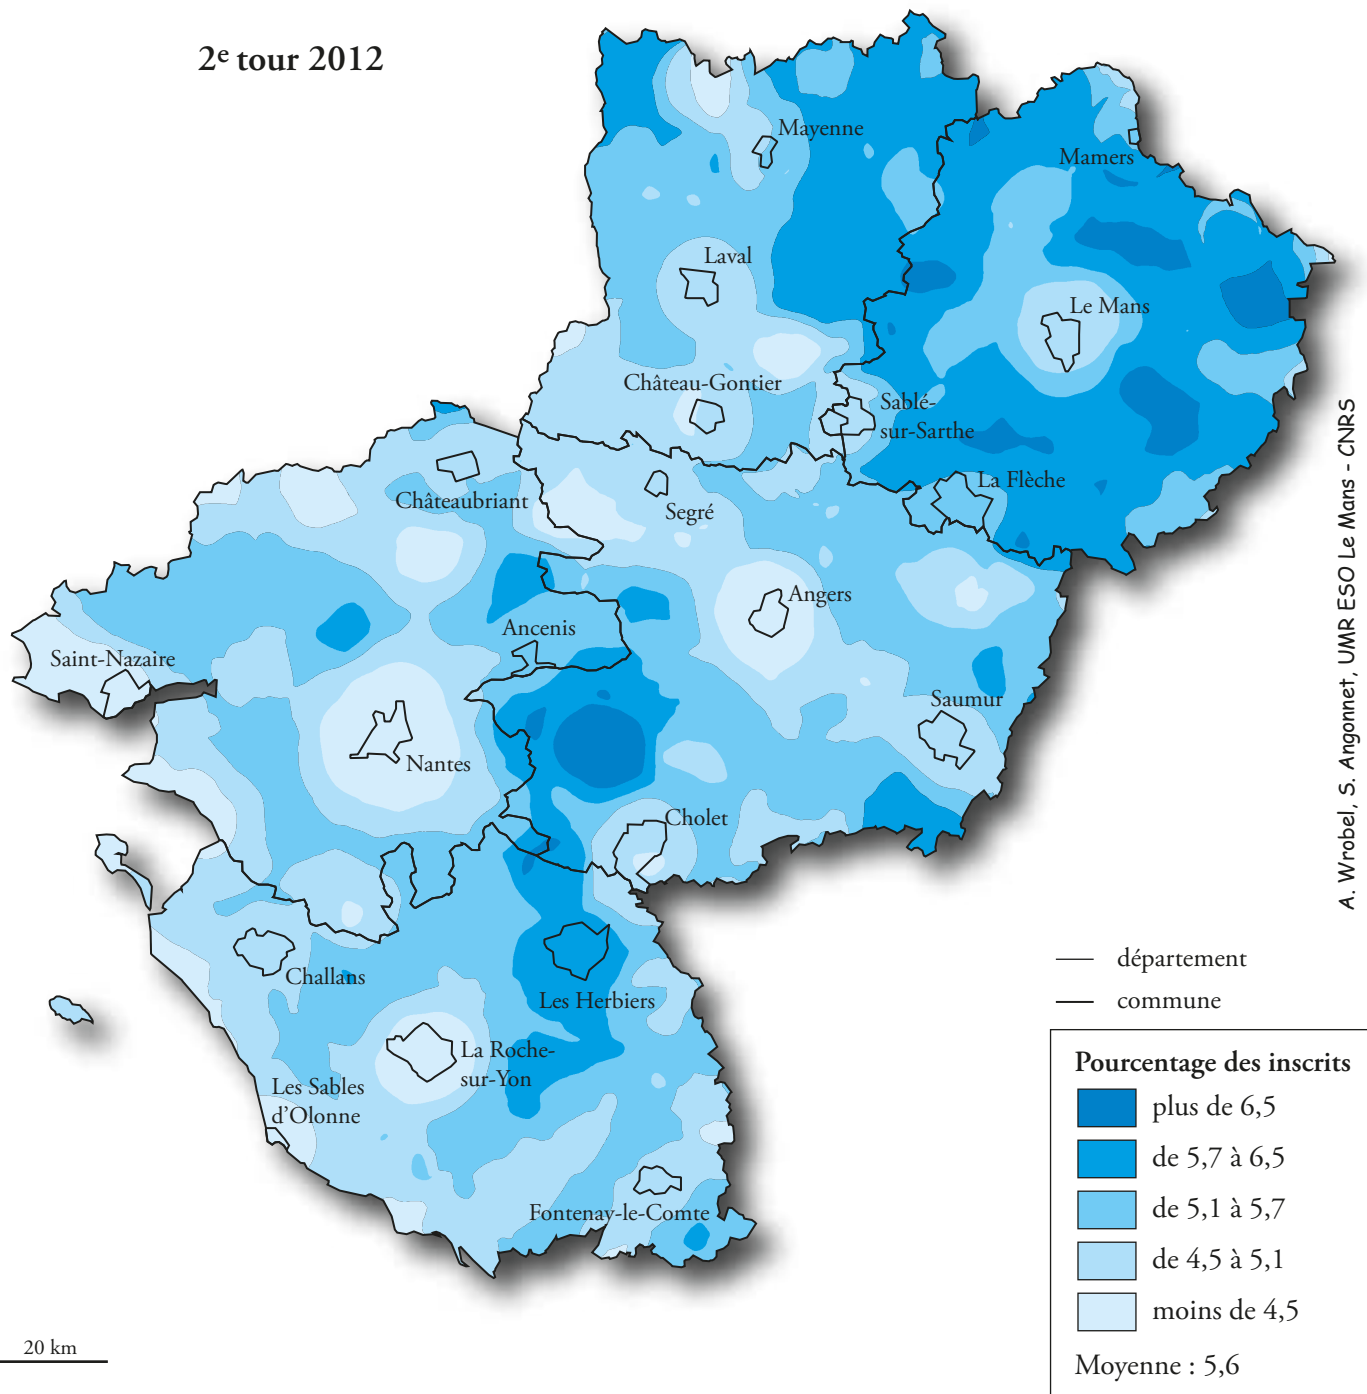 2e tour 2012
Mayenne
Mamers
Laval
Le Mans
Château-Gontier
Sablé-
sur-Sarthe
La Flèche
Châteaubriant
Segré
Angers
Ancenis
Saint-Nazaire
Saumur
Nantes
Cholet
Challans
Les Herbiers
La Roche-
sur-Yon
Les Sables
d'Olonne
Fontenay-le-Comte
20 km
A. Wrobel, S. Angonnet, UMR ESO Le Mans - CNRS
département
commune
Pourcentage des inscrits
plus de 6,5
de 5,7 à 6,5
de 5,1 à 5,7
de 4,5 à 5,1
moins de 4,5
Moyenne : 5,6